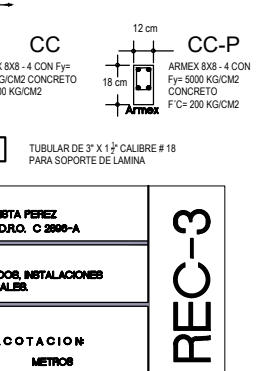 12 cm
CC
CC-P
X 8X8 - 4 CON Fy=
G/CM2 CONCRETO
00 KG/CM2
18 cm
Armex
ARMEX 8X8 - 4 CON
Fy= 5000 KG/CM2
CONCRETO
F´C= 200 KG/CM2
TUBULAR DE 3" X 1 1/2" CALIBRE # 18
PARA SOPORTE DE LAMINA
ISTA PEREZ
D.R.O. C 2896-A
DOS, INSTALACIONES
ALES.
ACOTACION:
METROS
REC-3